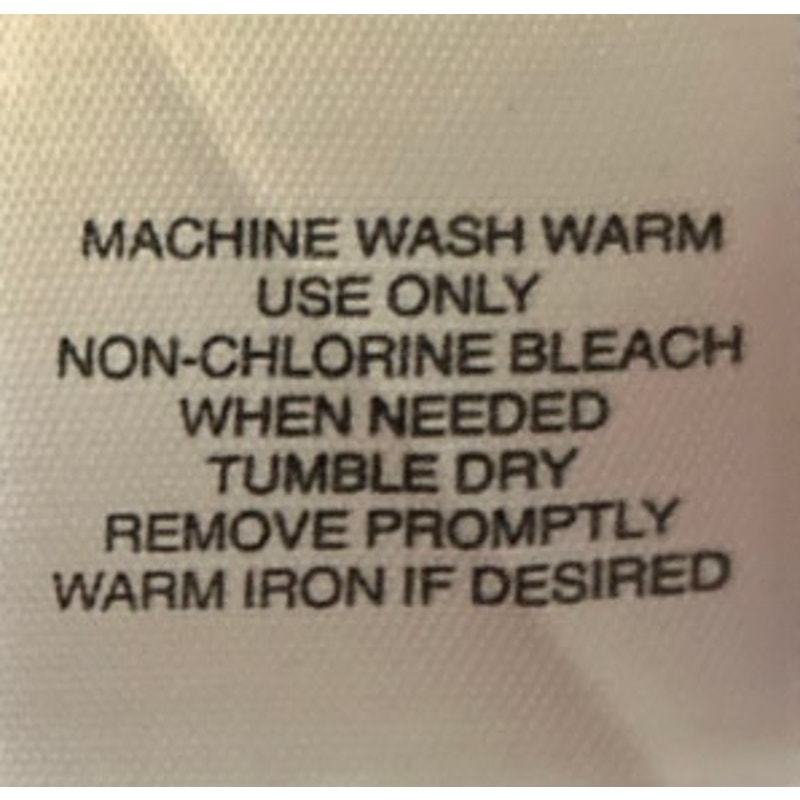 MACHINE WASH WARM
USE ONLY
NON-CHLORINE BLEACH
WHEN NEEDED
TUMBLE DRY
REMOVE PROMPTLY
WARM IRON IF DESIRED